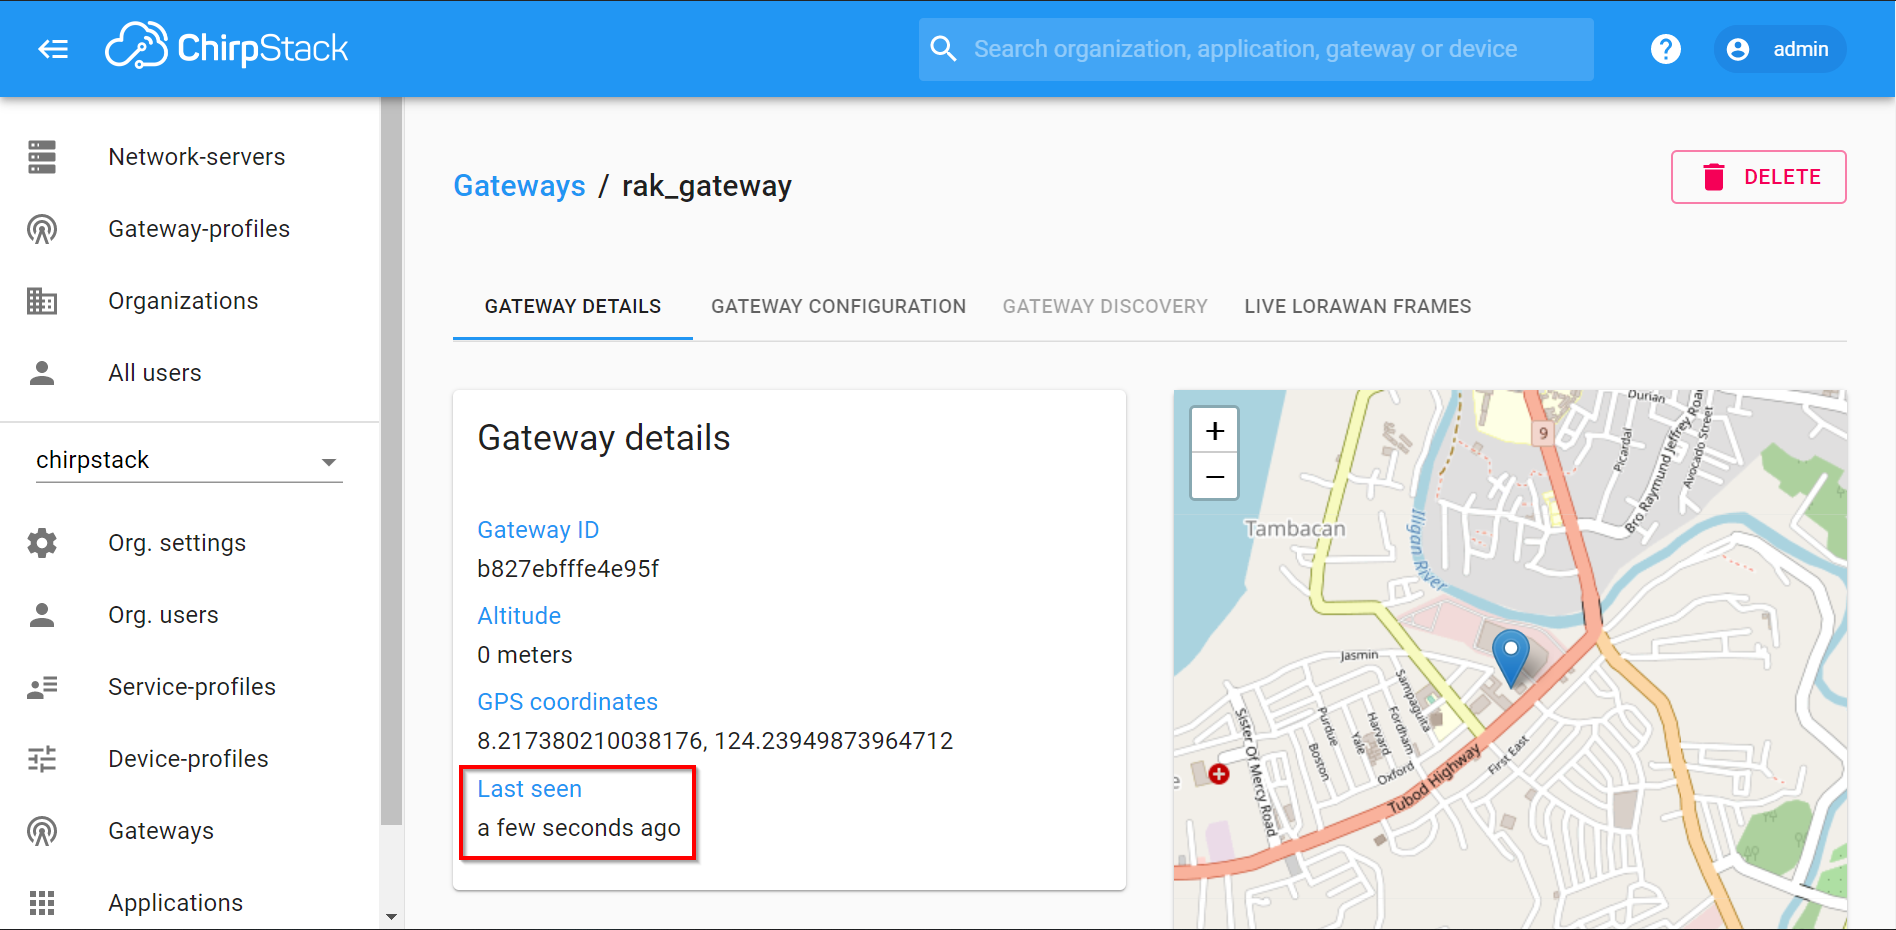 ChirpStack
Search organization, application, gateway or device
? admin
Network-servers
Gateway-profiles
Organizations
All users
chirpstack
Org. settings
Org. users
Service-profiles
Device-profiles
Gateways
Applications
Gateways / rak_gateway
DELETE
GATEWAY DETAILS GATEWAY CONFIGURATION GATEWAY DISCOVERY LIVE LORAWAN FRAMES
Gateway details
Gateway ID
b827ebfffe4e95f
Altitude
0 meters
GPS coordinates
8.217380210038176, 124.23949873964712
Last seen
a few seconds ago
+
−
Durian
9
Picardal
Bro Raymund Jeffrey Road
Avocado Street
Tambacan
Iligan River
Jasmin
Sampaguita
Sister Of Mercy Road
Purdue
Boston
Yale
Harvard
Fordham
Oxford
First East
Tubod Highway